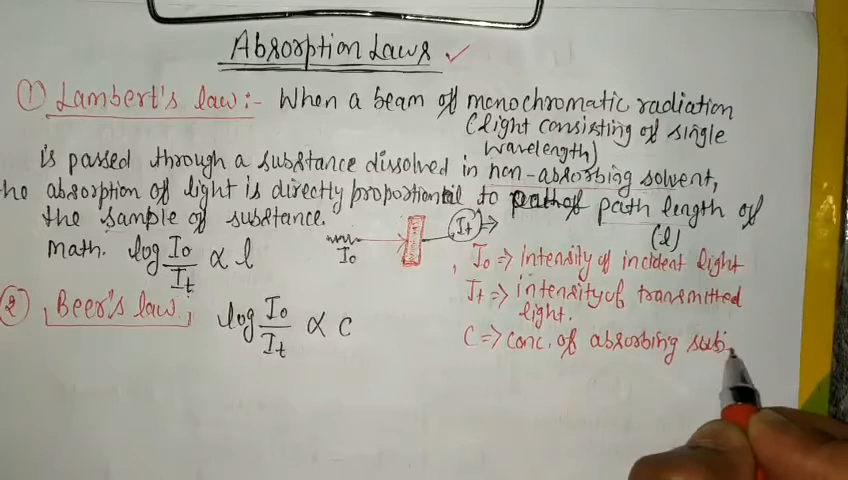 Absorption Laws ✓
① Lambert's law:- When a beam of monochromatic radiation
(light consisting of single
wavelength)
is passed through a substance dissolved in non-absorbing solvent,
the absorption of light is directly proportional to path length of
(l)
the sample of substance.
math. log I₀/It ∝ l
I₀
It ⇒
I₀ ⇒ intensity of incident light
It ⇒ intensity of transmitted
light.
② Beer's law: log I₀/It ∝ C
C ⇒ conc. of absorbing sub